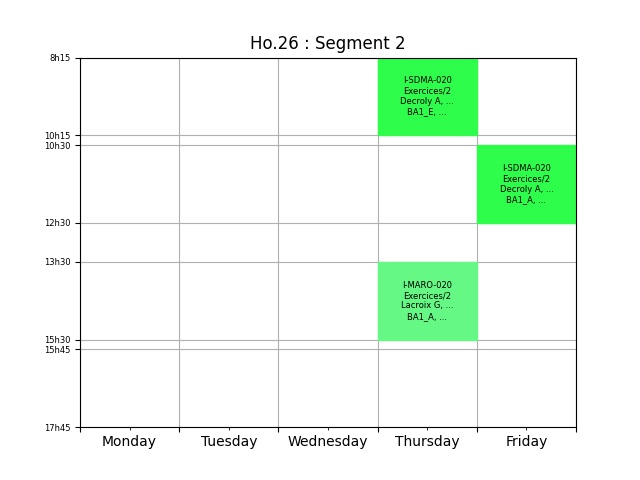 Ho.26 : Segment 2
8h15
I-SDMA-020
Exercices/2
Decroly A, ...
BA1_E, ...
10h15
10h30
I-SDMA-020
Exercices/2
Decroly A, ...
BA1_A, ...
12h30
13h30
I-MARO-020
Exercices/2
Lacroix G, ...
BA1_A, ...
15h30
15h45
17h45
Monday Tuesday Wednesday Thursday Friday